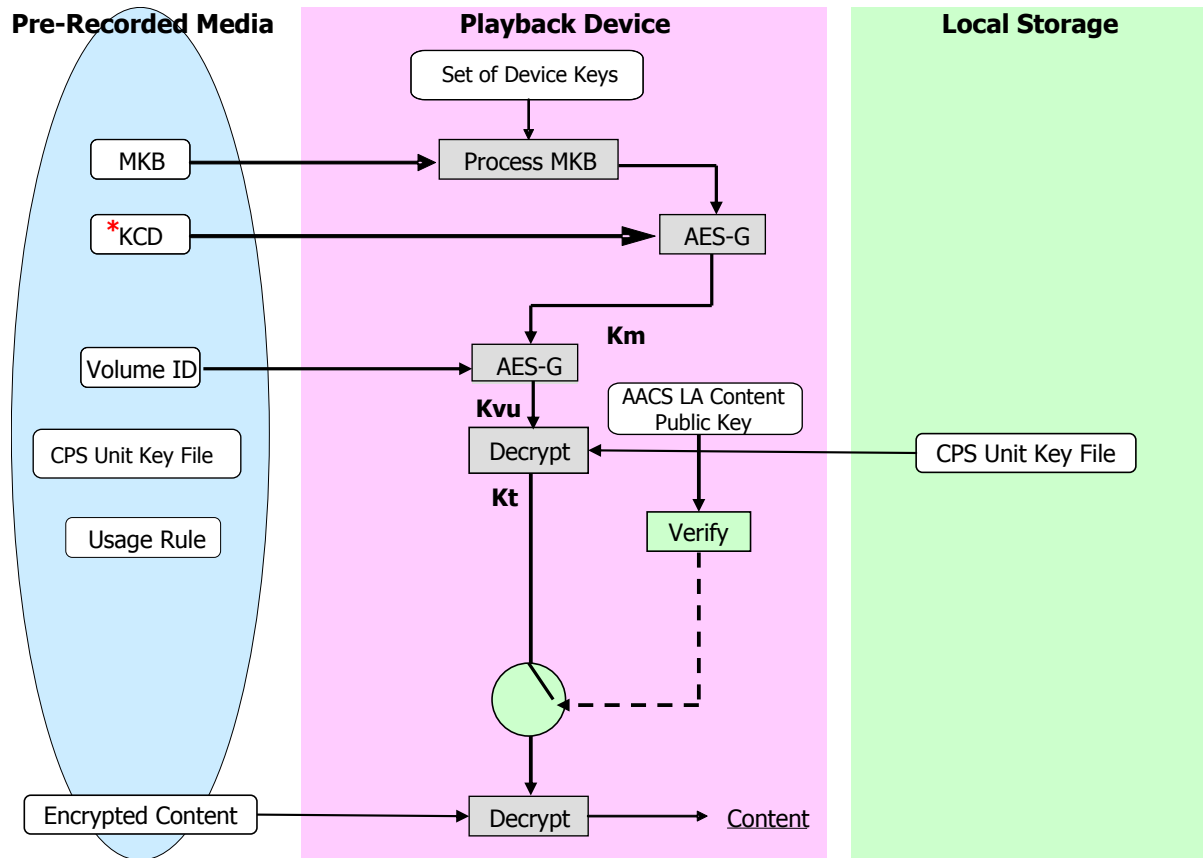 Pre-Recorded Media
Playback Device
Local Storage
Set of Device Keys
MKB
Process MKB
*KCD
AES-G
Km
Volume ID
AES-G
Kvu
AACS LA Content
Public Key
CPS Unit Key File
Decrypt
CPS Unit Key File
Kt
Usage Rule
Verify
Encrypted Content
Decrypt
Content